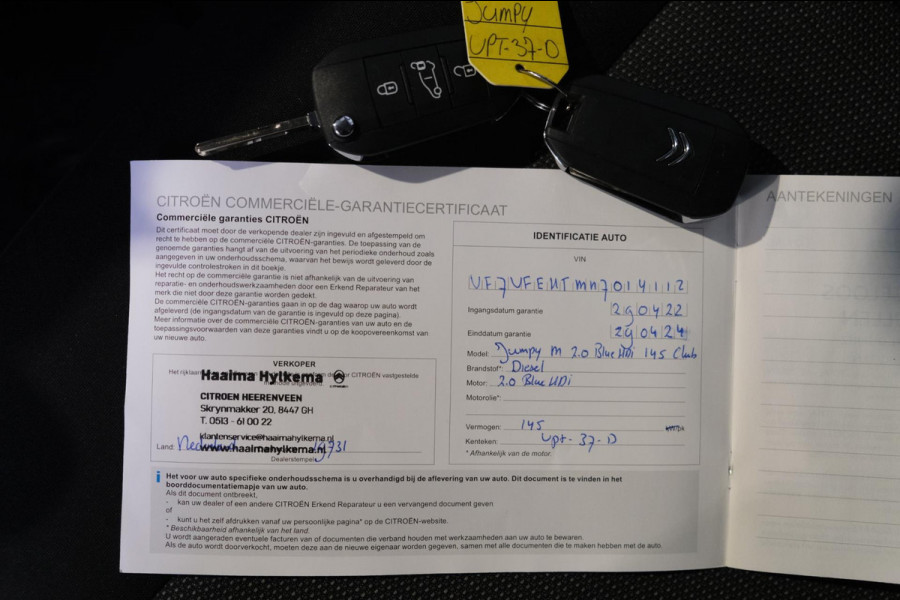 Jumpy
VPT-37-D
CITROËN COMMERCIËLE-GARANTIECERTIFICAAT
Commerciële garanties CITROËN
Dit certificaat moet door de verkopende dealer zijn ingevuld en afgestempeld om
recht te hebben op de commerciële CITROËN-garanties. De toepassing van de
genoemde garanties hangt af van de uitvoering van het periodieke onderhoud zoals
aangegeven in uw onderhoudsschema, waarvan het bewijs wordt geleverd door de
ingevulde controlestroken in dit boekje.
Het recht op de commerciële garantie is niet afhankelijk van de uitvoering van
reparatie- en onderhoudswerkzaamheden door een Erkend Reparateur van het
merk die niet door deze garantie worden gedekt.
De commerciële CITROËN-garanties gaan in op de dag waarop uw auto wordt
afgeleverd (de ingangsdatum van de garantie is ingevuld op deze pagina).
Meer informatie over de commerciële CITROËN-garanties van uw auto en de
toepassingsvoorwaarden van deze garanties vindt u op de koopovereenkomst van
uw nieuwe auto.
VERKOPER
Het door CITROËN vastgestelde
Haaima Hylkema
CITROEN HEERENVEEN
Skrynmakker 20, 8447 GH
T. 0513 - 61 00 22
klantenservice@haaimahylkema.nl
Land:
www.haaimahylkema.nl
Dealerstempel
IDENTIFICATIE AUTO
VIN
VF7VFEHTMN7014112
Ingangsdatum garantie 290422
Einddatum garantie 290424
Model: Jumpy M 2.0 Blue HDi 145 Club
Brandstof*: Diesel
Motor: 2.0 Blue HDi
Motorolie*:
Vermogen: 145
Kenteken: Vpt-37-D
* Afhankelijk van de motor.
AANTEKENINGEN
i Het voor uw auto specifieke onderhoudsschema is u overhandigd bij de aflevering van uw auto. Dit document is te vinden in het
boorddocumentatiemapje van uw auto.
Als dit document ontbreekt,
- kan uw dealer of een andere CITROËN Erkend Reparateur u een vervangend document geven
of
- kunt u het zelf afdrukken vanaf uw persoonlijke pagina* op de CITROËN-website.
* Beschikbaarheid afhankelijk van het land.
U wordt aangeraden eventuele facturen van of documenten die verband houden met werkzaamheden aan uw auto te bewaren.
Als de auto wordt doorverkocht, moeten deze aan de nieuwe eigenaar worden gegeven, samen met alle documenten die te maken hebben met de auto.